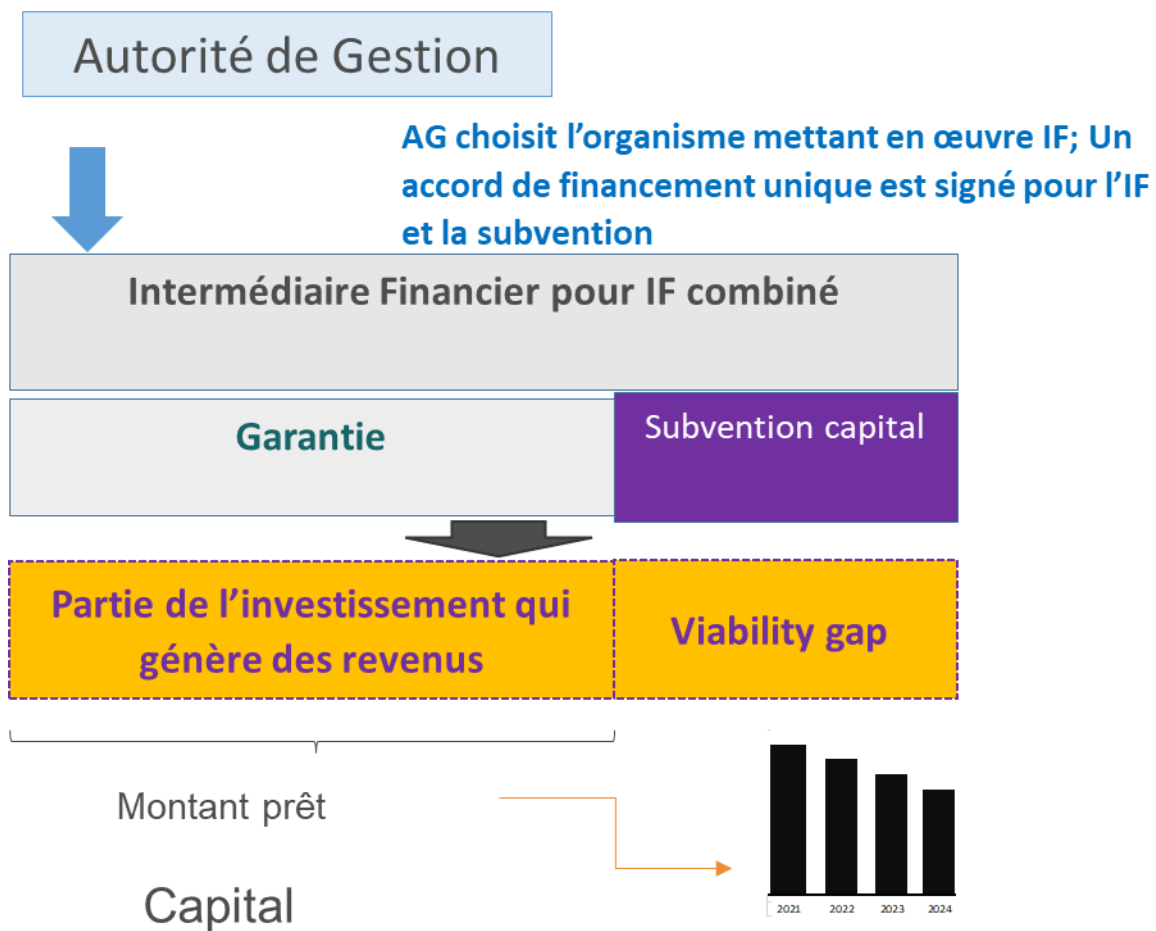 Autorité de Gestion
AG choisit l’organisme mettant en œuvre IF; Un
accord de financement unique est signé pour l’IF
et la subvention
Intermédiaire Financier pour IF combiné
Garantie
Subvention capital
Partie de l’investissement qui
génère des revenus
Viability gap
Montant prêt
Capital
2021 2022 2023 2024